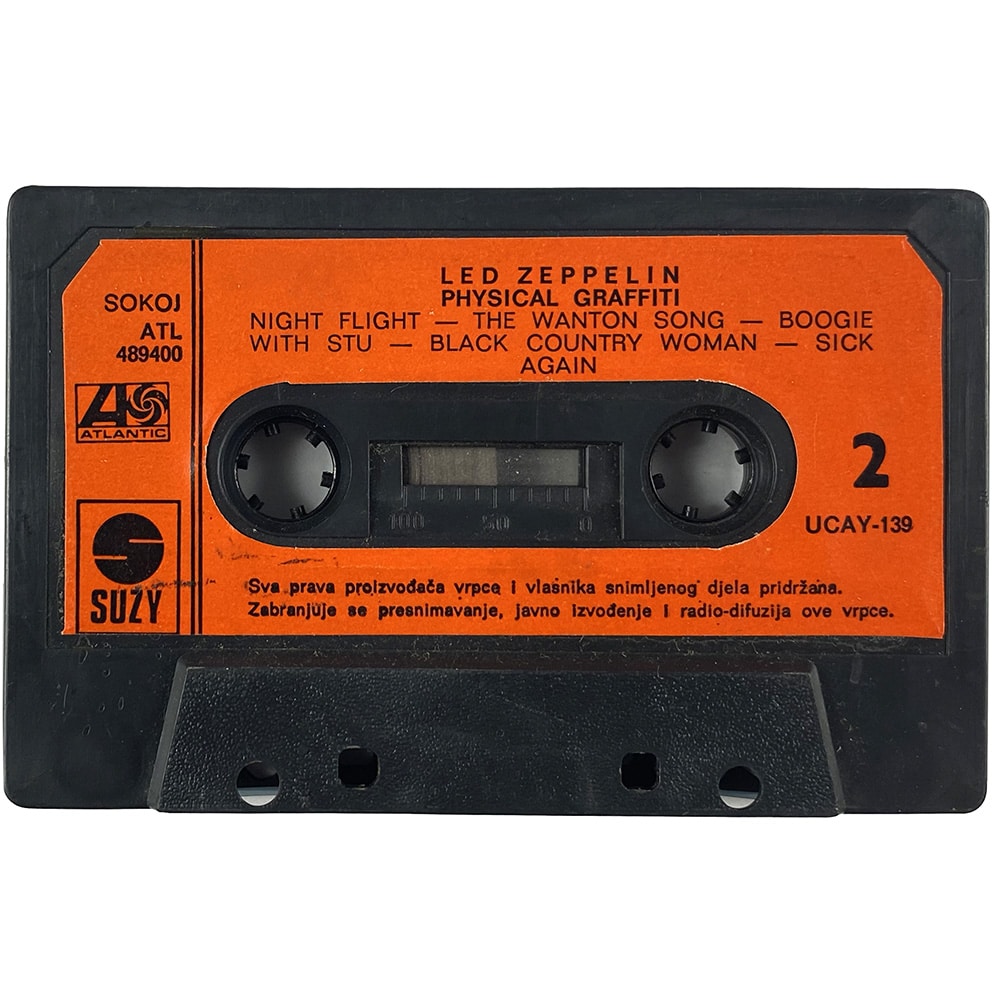 LED ZEPPELIN
PHYSICAL GRAFFITI
NIGHT FLIGHT — THE WANTON SONG — BOOGIE
WITH STU — BLACK COUNTRY WOMAN — SICK
AGAIN
SOKOJ
ATL
489400
ATLANTIC
SUZY
100 50 0
2
UCAY-139
Sva prava proizvođača vrpce i vlasnika snimljenog djela pridržana.
Zabranjuje se presnimavanje, javno izvođenje i radio-difuzija ove vrpce.